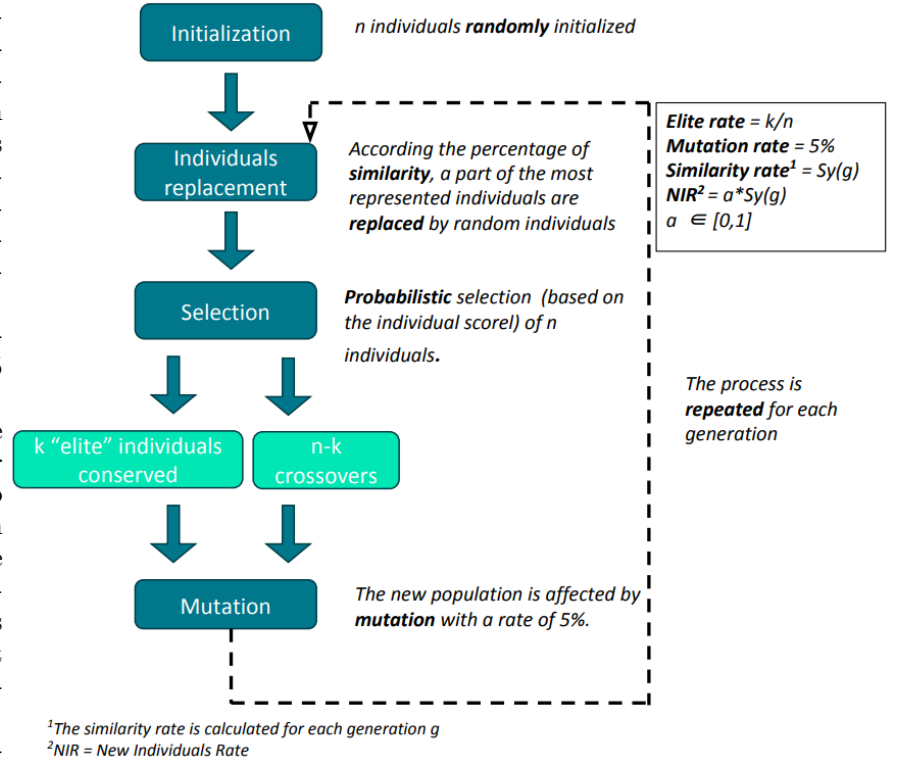 Initialization
n individuals randomly initialized
Individuals
replacement
According the percentage of
similarity, a part of the most
represented individuals are
replaced by random individuals
Elite rate = k/n
Mutation rate = 5%
Similarity rate¹ = Sy(g)
NIR² = a*Sy(g)
a ∈ [0,1]
Selection
Probabilistic selection (based on
the individual scorel) of n
individuals.
The process is
repeated for each
generation
k “elite” individuals
conserved
n-k
crossovers
Mutation
The new population is affected by
mutation with a rate of 5%.
¹The similarity rate is calculated for each generation g
²NIR = New Individuals Rate